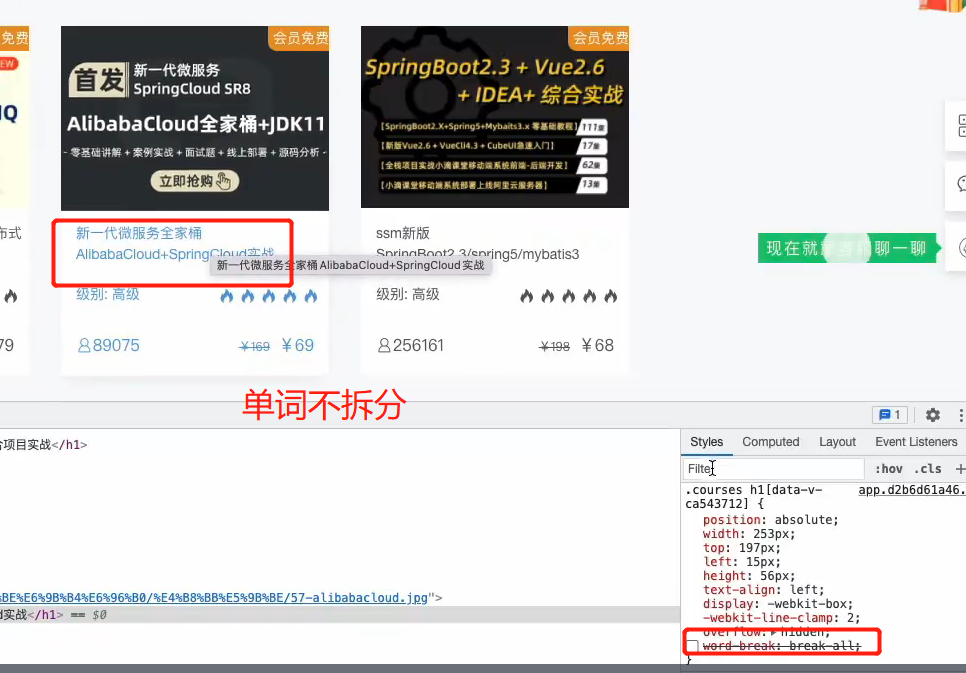 免费
会员免费
会员免费
EW
首发
新一代微服务
SpringCloud SR8
AlibabaCloud全家桶+JDK11
- 零基础讲解 + 案例实战 + 面试题 + 线上部署 + 源码分析 -
立即抢购
SpringBoot2.3 + Vue2.6
+ IDEA+ 综合实战
【SpringBoot2.X+Spring5+Mybaits3.x 零基础教程】 111集
【新版Vue2.6 + VueCli4.3 + CubeUI急速入门】 17集
【全栈项目实战小滴课堂移动端系统前端-后端开发】 62集
【小滴课堂移动端系统部署上线阿里云服务器】 13集
IQ
布式
新一代微服务全家桶
AlibabaCloud+SpringCloud实战
新一代微服务全家桶AlibabaCloud+SpringCloud实战
ssm新版
SpringBoot2.3/spring5/mybatis3
现在就
聊一聊
级别: 高级
级别: 高级
79
89075
￥169
￥69
256161
￥198
￥68
单词不拆分
1
合项目实战</h1>
Styles
Computed
Layout
Event Listeners
Filte
:hov
.cls
+
.courses h1[data-v-
ca543712] {
app.d2b6d61a46.
position: absolute;
width: 253px;
top: 197px;
left: 15px;
height: 56px;
text-align: left;
display: -webkit-box;
-webkit-line-clamp: 2;
overflow: hidden;
word-break: break-all;
}
%BE%E6%9B%B4%E6%96%B0/%E4%B8%BB%E5%9B%BE/57-alibabacloud.jpg">
d实战</h1> == $0